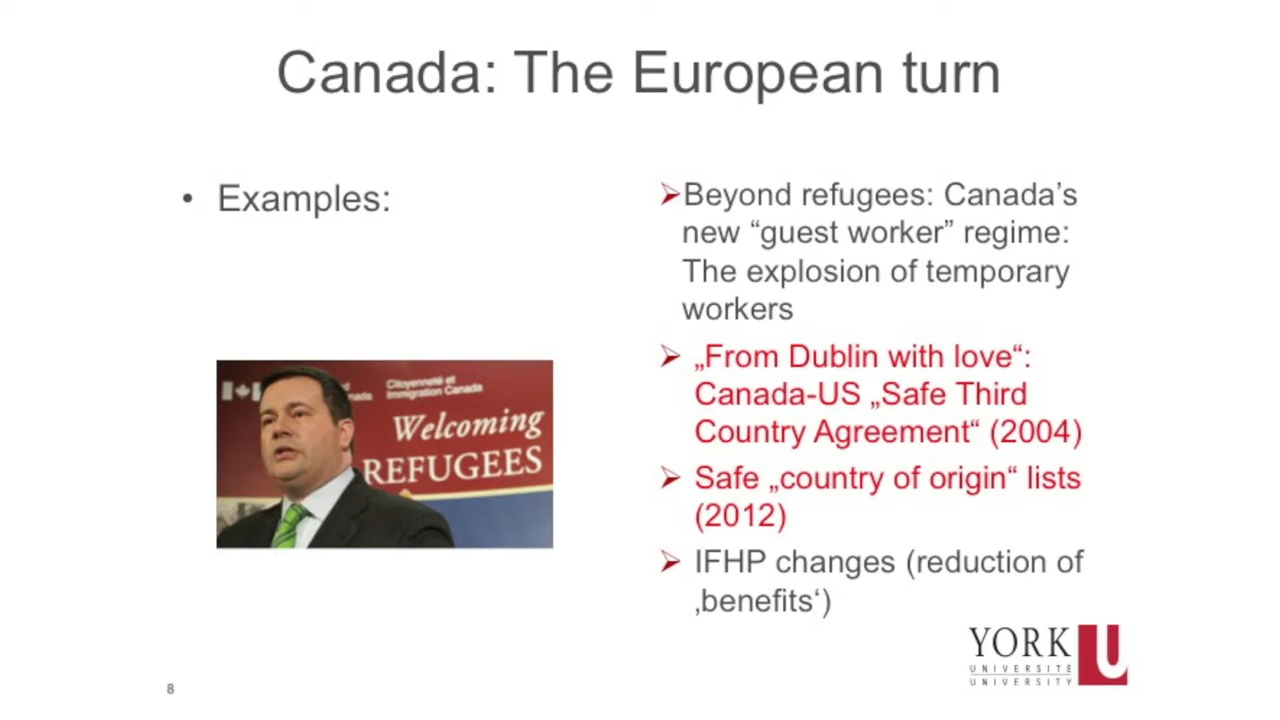 Canada: The European turn
• Examples:
➢Beyond refugees: Canada’s
new “guest worker” regime:
The explosion of temporary
workers
➢ „From Dublin with love“:
Canada-US „Safe Third
Country Agreement“ (2004)
➢ Safe „country of origin“ lists
(2012)
➢ IFHP changes (reduction of
‚benefits‘)
Citoyenneté et
Immigration Canada
Welcoming
REFUGEES
YORK U
UNIVERSITÉ
UNIVERSITY
8